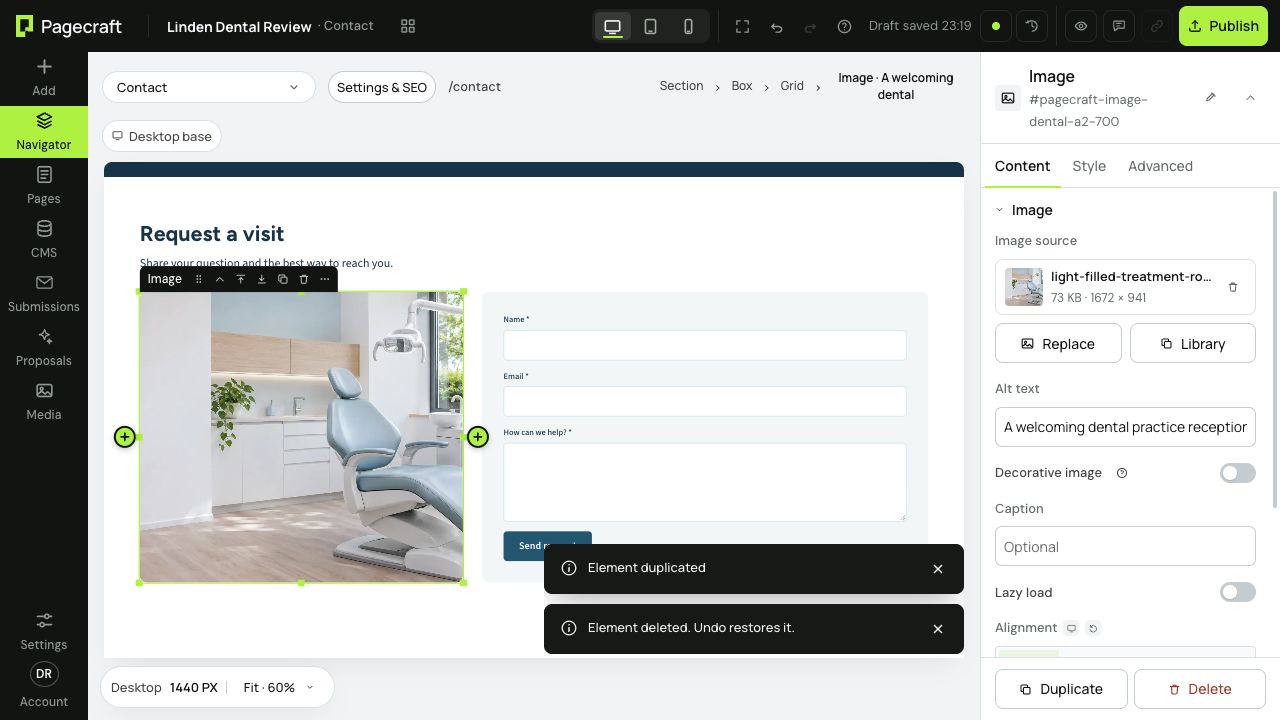 Pagecraft
Linden Dental Review · Contact
Draft saved 23:19
Publish
Add
Navigator
Pages
CMS
Submissions
Proposals
Media
Settings
DR
Account
Contact
Settings & SEO
/contact
Section > Box > Grid > Image · A welcoming
dental
Desktop base
Request a visit
Share your question and the best way to reach you.
Image
Name *
Email *
How can we help? *
Send
Element duplicated
Element deleted. Undo restores it.
Desktop 1440 PX
Fit · 60%
Image
#pagecraft-image-
dental-a2-700
Content
Style
Advanced
Image
Image source
light-filled-treatment-ro...
73 KB · 1672 × 941
Replace
Library
Alt text
A welcoming dental practice reception
Decorative image
Caption
Optional
Lazy load
Alignment
Duplicate
Delete